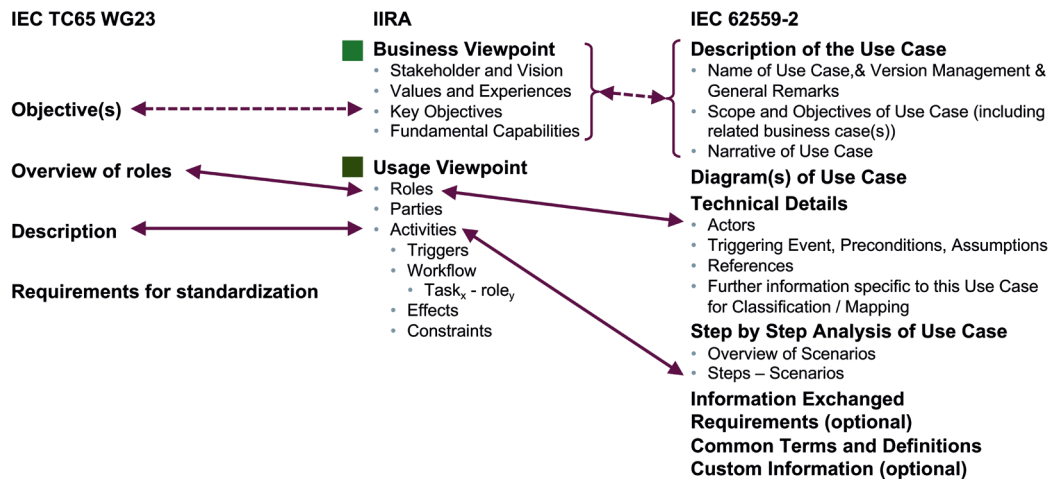 IEC TC65 WG23
Objective(s)
Overview of roles
Description
Requirements for standardization
IIRA
Business Viewpoint
• Stakeholder and Vision
• Values and Experiences
• Key Objectives
• Fundamental Capabilities
Usage Viewpoint
• Roles
• Parties
• Activities
• Triggers
• Workflow
• Taskx - roley
• Effects
• Constraints
IEC 62559-2
Description of the Use Case
• Name of Use Case,& Version Management &
General Remarks
• Scope and Objectives of Use Case (including
related business case(s))
• Narrative of Use Case
Diagram(s) of Use Case
Technical Details
• Actors
• Triggering Event, Preconditions, Assumptions
• References
• Further information specific to this Use Case
for Classification / Mapping
Step by Step Analysis of Use Case
• Overview of Scenarios
• Steps – Scenarios
Information Exchanged
Requirements (optional)
Common Terms and Definitions
Custom Information (optional)